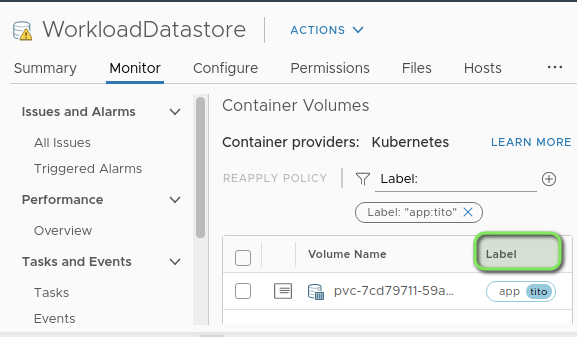 WorkloadDatastore
ACTIONS
Summary Monitor Configure Permissions Files Hosts ...
Issues and Alarms
All Issues
Triggered Alarms
Performance
Overview
Tasks and Events
Tasks
Events
Container Volumes
Container providers: Kubernetes LEARN MORE
REAPPLY POLICY Label:
Label: "app:tito" ×
Volume Name Label
pvc-7cd79711-59a... app tito